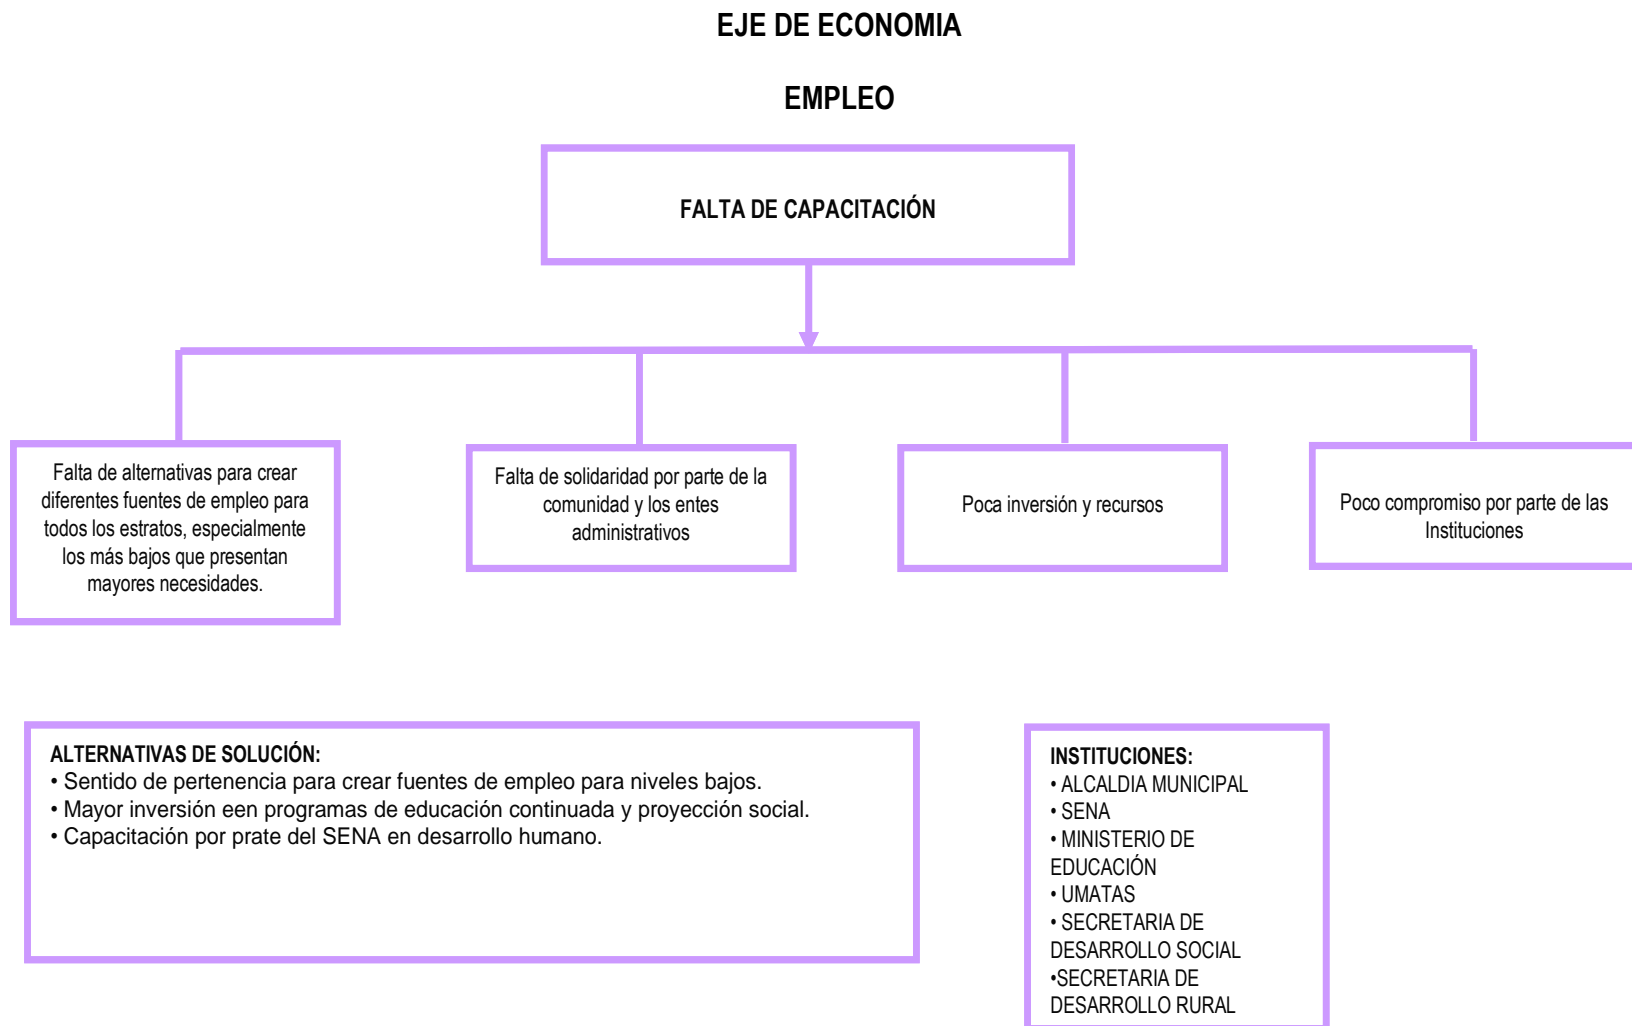 EJE DE ECONOMIA
EMPLEO
FALTA DE CAPACITACIÓN
Falta de alternativas para crear
diferentes fuentes de empleo para
todos los estratos, especialmente
los más bajos que presentan
mayores necesidades.
Falta de solidaridad por parte de la
comunidad y los entes
administrativos
Poca inversión y recursos
Poco compromiso por parte de las
Instituciones
ALTERNATIVAS DE SOLUCIÓN:
• Sentido de pertenencia para crear fuentes de empleo para niveles bajos.
• Mayor inversión een programas de educación continuada y proyección social.
• Capacitación por prate del SENA en desarrollo humano.
INSTITUCIONES:
• ALCALDIA MUNICIPAL
• SENA
• MINISTERIO DE
EDUCACIÓN
• UMATAS
• SECRETARIA DE
DESARROLLO SOCIAL
•SECRETARIA DE
DESARROLLO RURAL